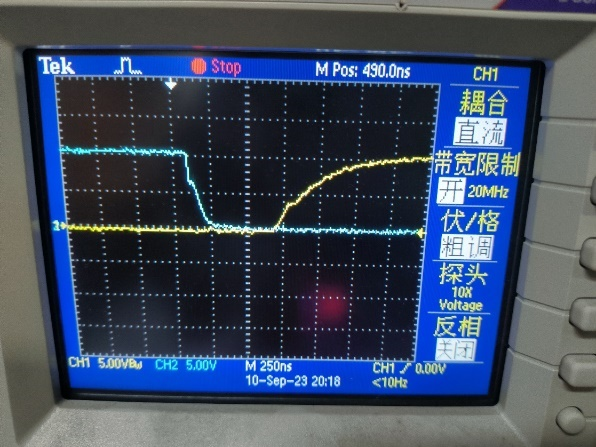 Tek Stop M Pos: 490.0ns CH1
耦合
直流
带宽限制
开 20MHz
伏/格
粗调
探头
10X
Voltage
反相
关闭
CH1 5.00VBw CH2 5.00V M 250ns CH1 0.00V
10-Sep-23 20:18 <10Hz